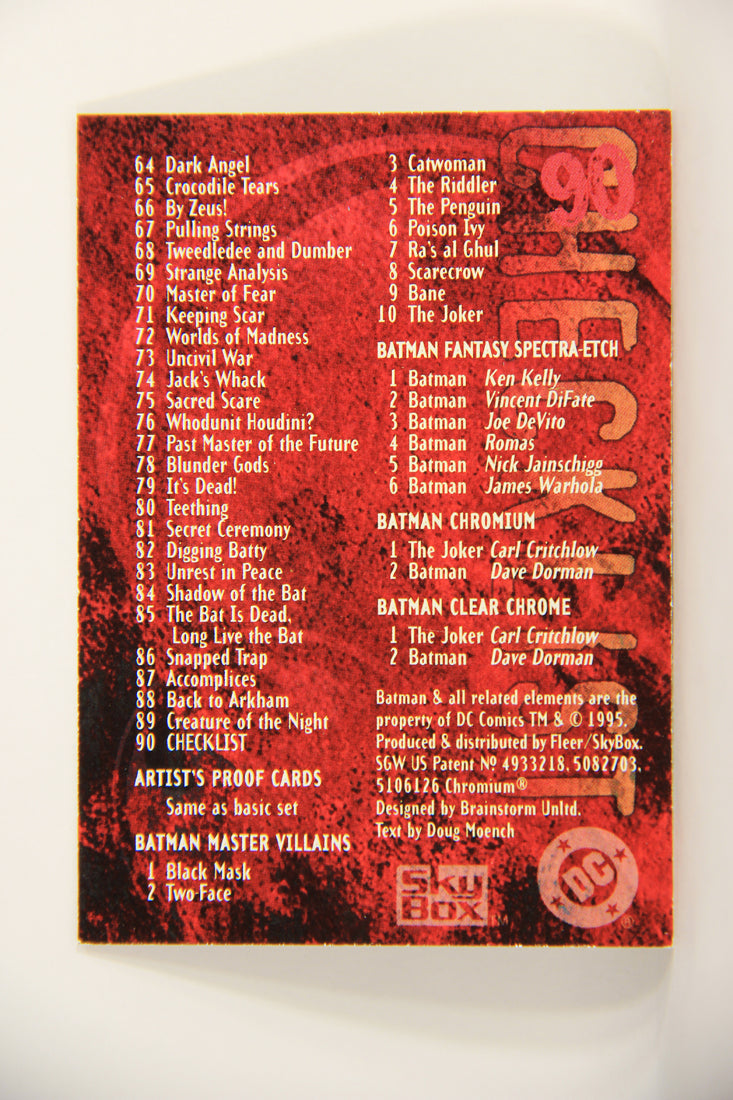 90
CHECKLIST
64 Dark Angel
65 Crocodile Tears
66 By Zeus!
67 Pulling Strings
68 Tweedledee and Dumber
69 Strange Analysis
70 Master of Fear
71 Keeping Scar
72 Worlds of Madness
73 Uncivil War
74 Jack's Whack
75 Sacred Scare
76 Whodunit Houdini?
77 Past Master of the Future
78 Blunder Gods
79 It's Dead!
80 Teething
81 Secret Ceremony
82 Digging Batty
83 Unrest in Peace
84 Shadow of the Bat
85 The Bat Is Dead,
Long Live the Bat
86 Snapped Trap
87 Accomplices
88 Back to Arkham
89 Creature of the Night
90 CHECKLIST
ARTIST'S PROOF CARDS
Same as basic set
BATMAN MASTER VILLAINS
1 Black Mask
2 Two-Face
3 Catwoman
4 The Riddler
5 The Penguin
6 Poison Ivy
7 Ra's al Ghul
8 Scarecrow
9 Bane
10 The Joker
BATMAN FANTASY SPECTRA-ETCH
1 Batman Ken Kelly
2 Batman Vincent DiFate
3 Batman Joe DeVito
4 Batman Romas
5 Batman Nick Jainschigg
6 Batman James Warhola
BATMAN CHROMIUM
1 The Joker Carl Critchlow
2 Batman Dave Dorman
BATMAN CLEAR CHROME
1 The Joker Carl Critchlow
2 Batman Dave Dorman
Batman & all related elements are the
property of DC Comics TM & © 1995.
Produced & distributed by Fleer/SkyBox.
SGW US Patent Nº 4933218, 5082703,
5106126 Chromium®
Designed by Brainstorm Unltd.
Text by Doug Moench
SKY
BOX TM
DC ®